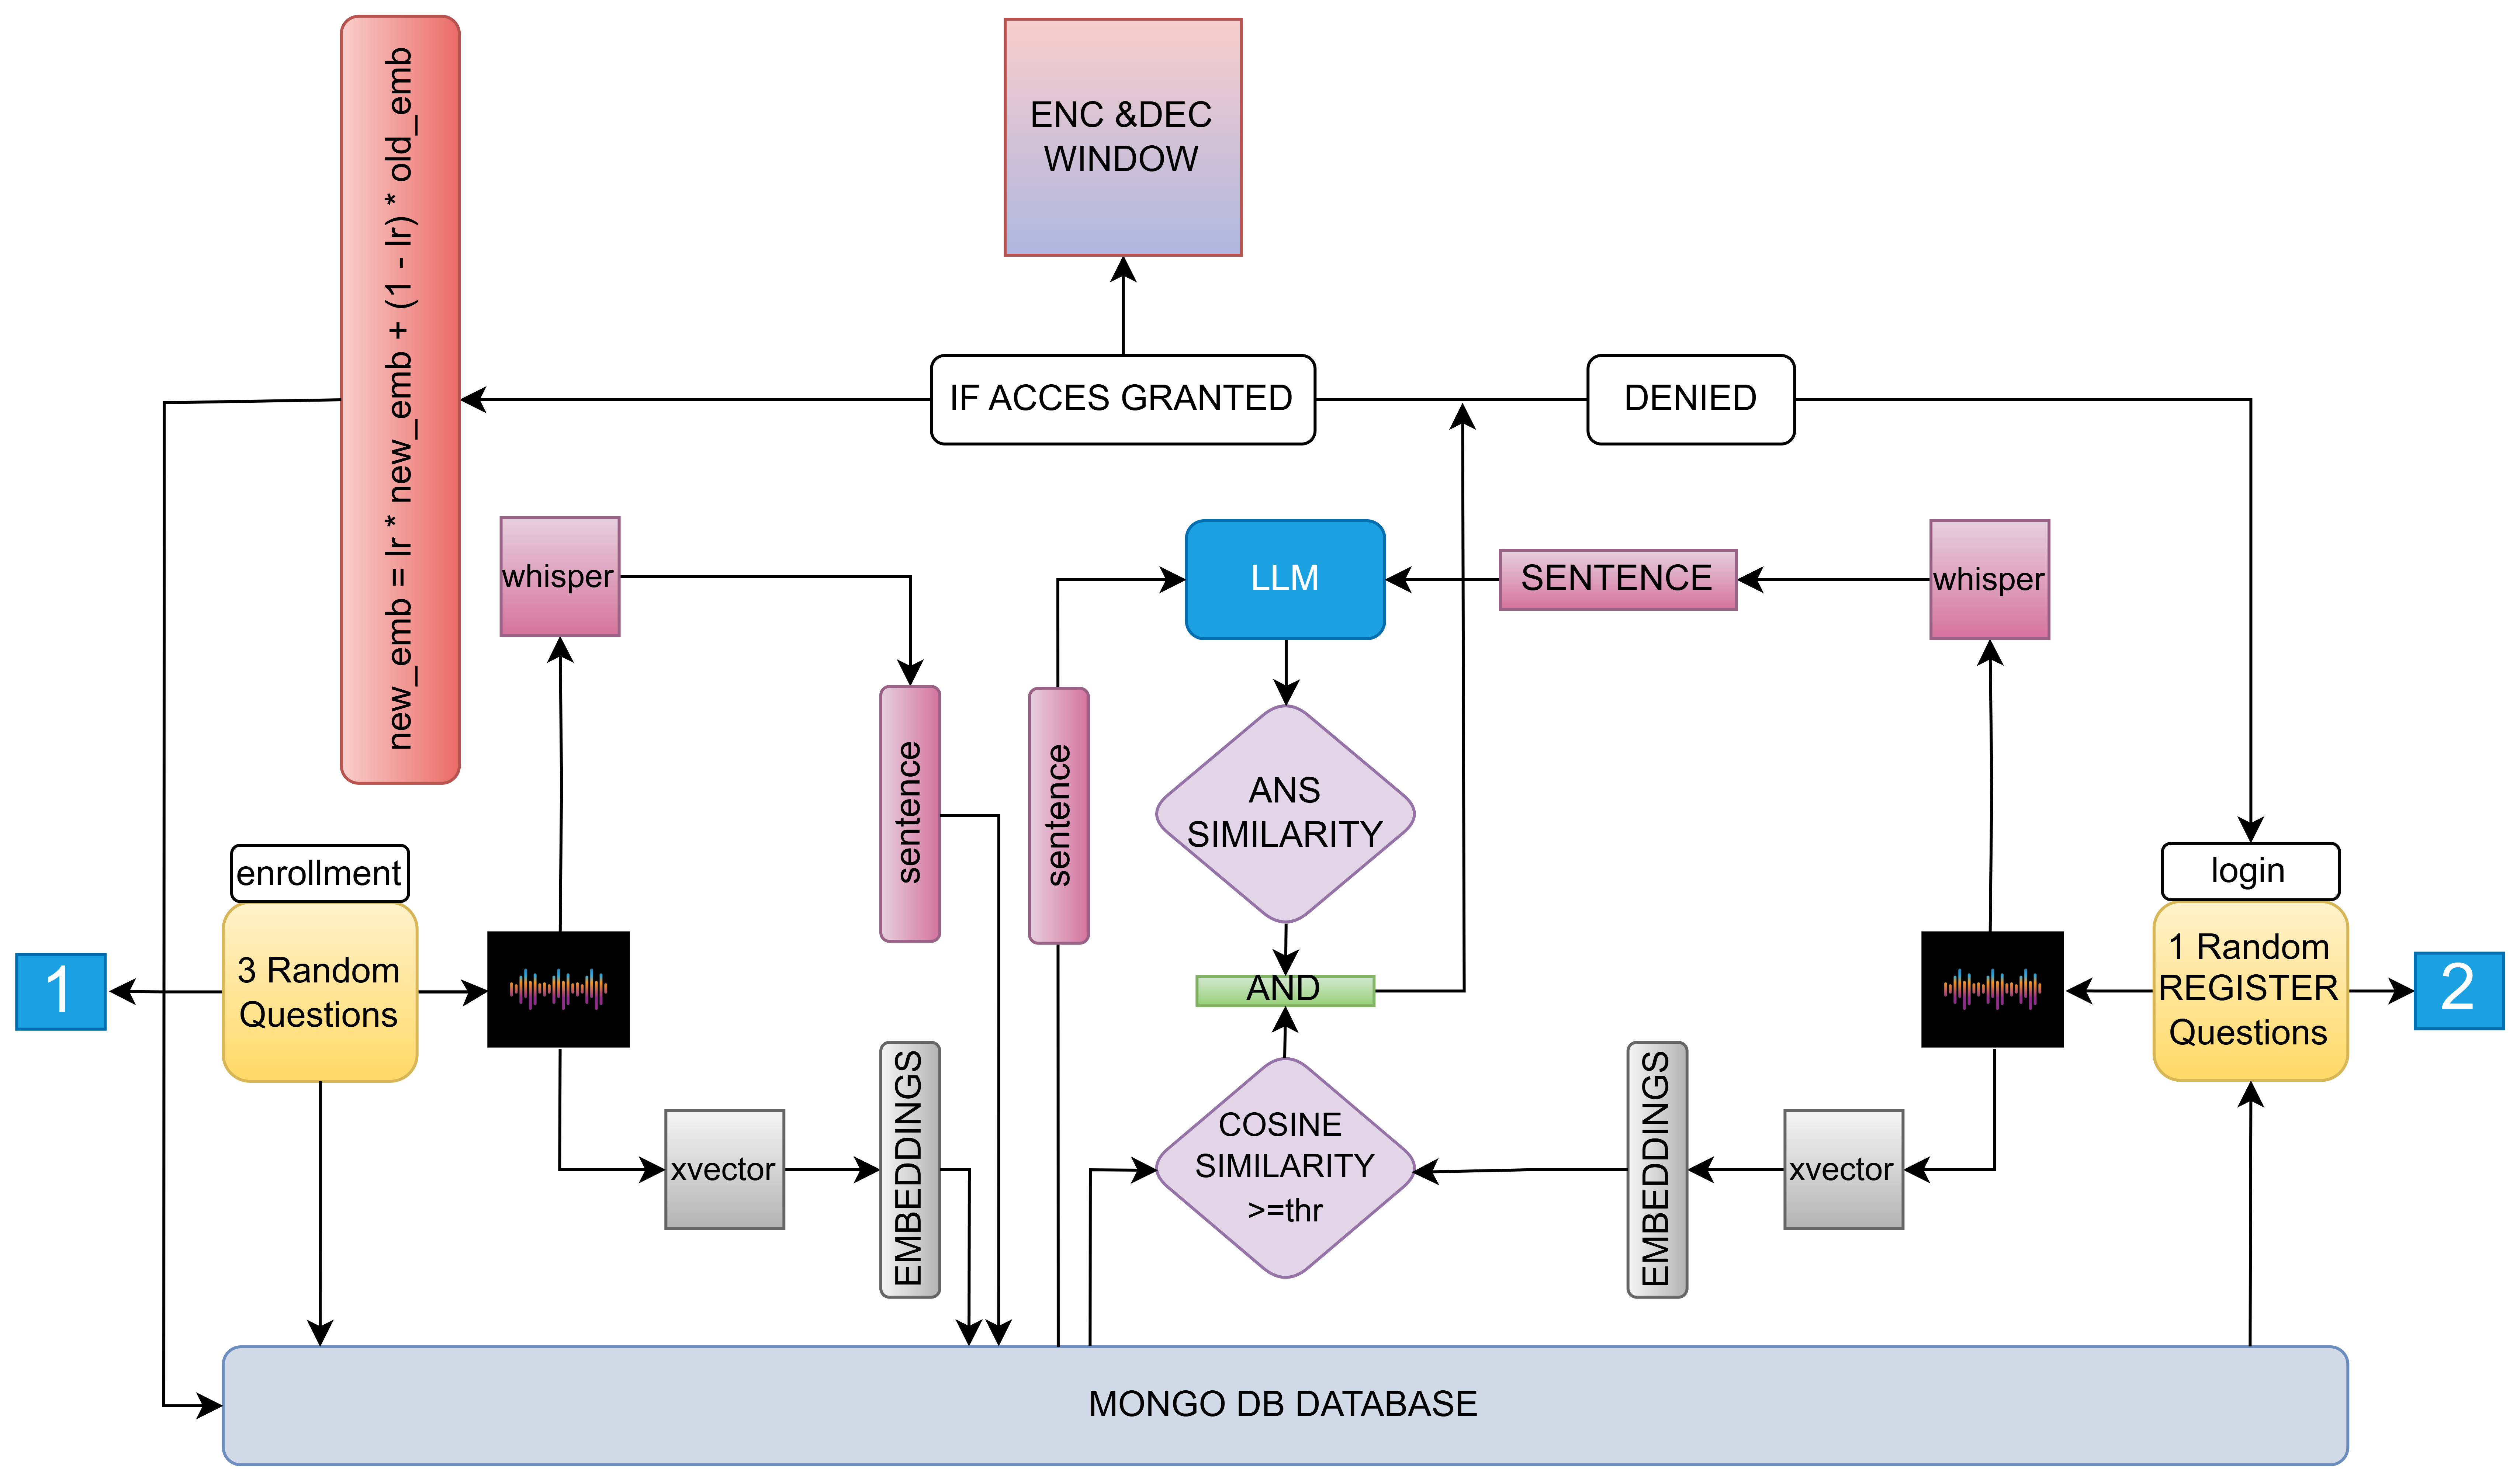 new_emb = lr * new_emb + (1 - lr) * old_emb
ENC &DEC
WINDOW
IF ACCES GRANTED
DENIED
whisper
LLM
SENTENCE
whisper
sentence
sentence
ANS
SIMILARITY
enrollment
login
1
3 Random
Questions
AND
1 Random
REGISTER
Questions
2
xvector
EMBEDDINGS
COSINE
SIMILARITY
>=thr
EMBEDDINGS
xvector
MONGO DB DATABASE